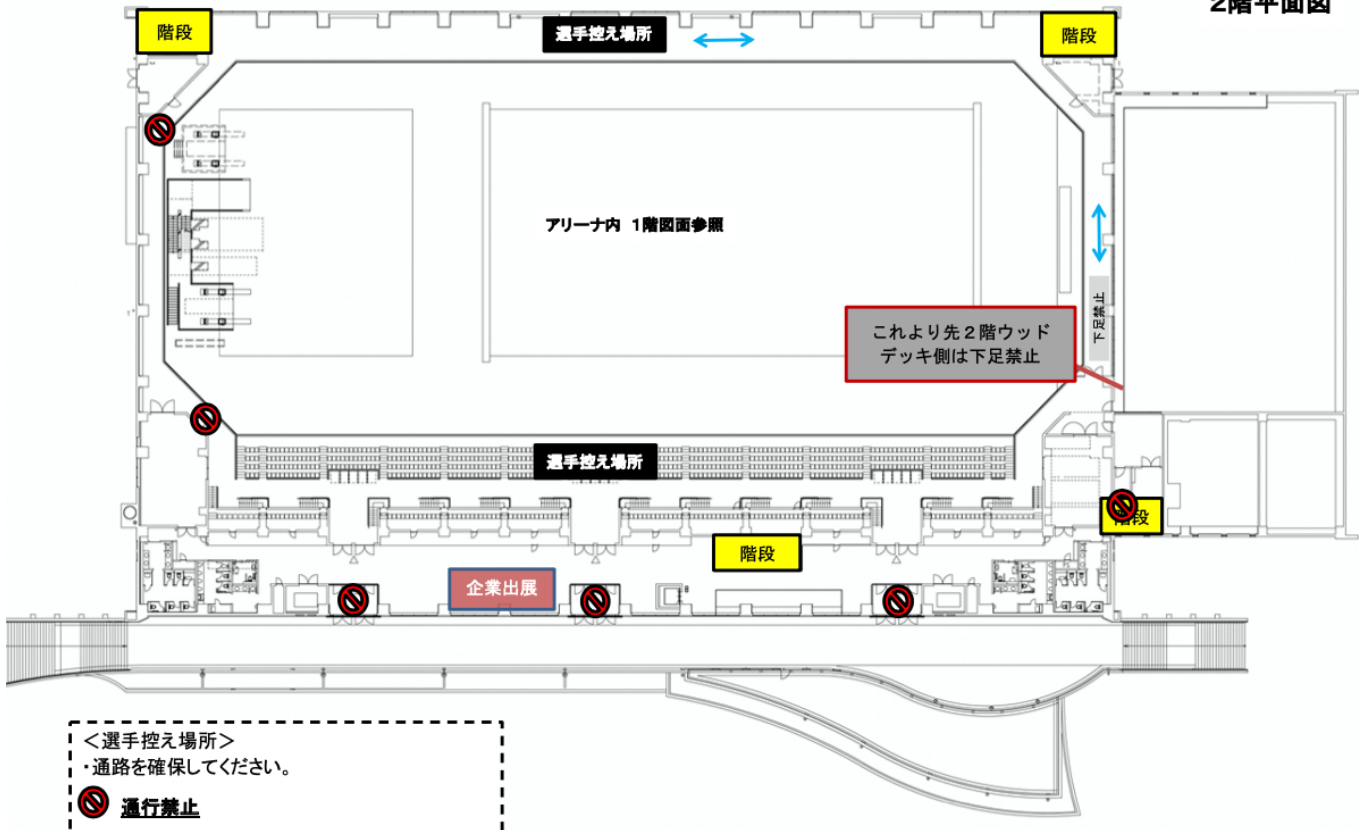 2階平面図
階段
選手控え場所
階段
アリーナ内 1階図面参照
下足禁止
これより先２階ウッド
デッキ側は下足禁止
選手控え場所
階段
階段
企業出展
＜選手控え場所＞
・通路を確保してください。
通行禁止